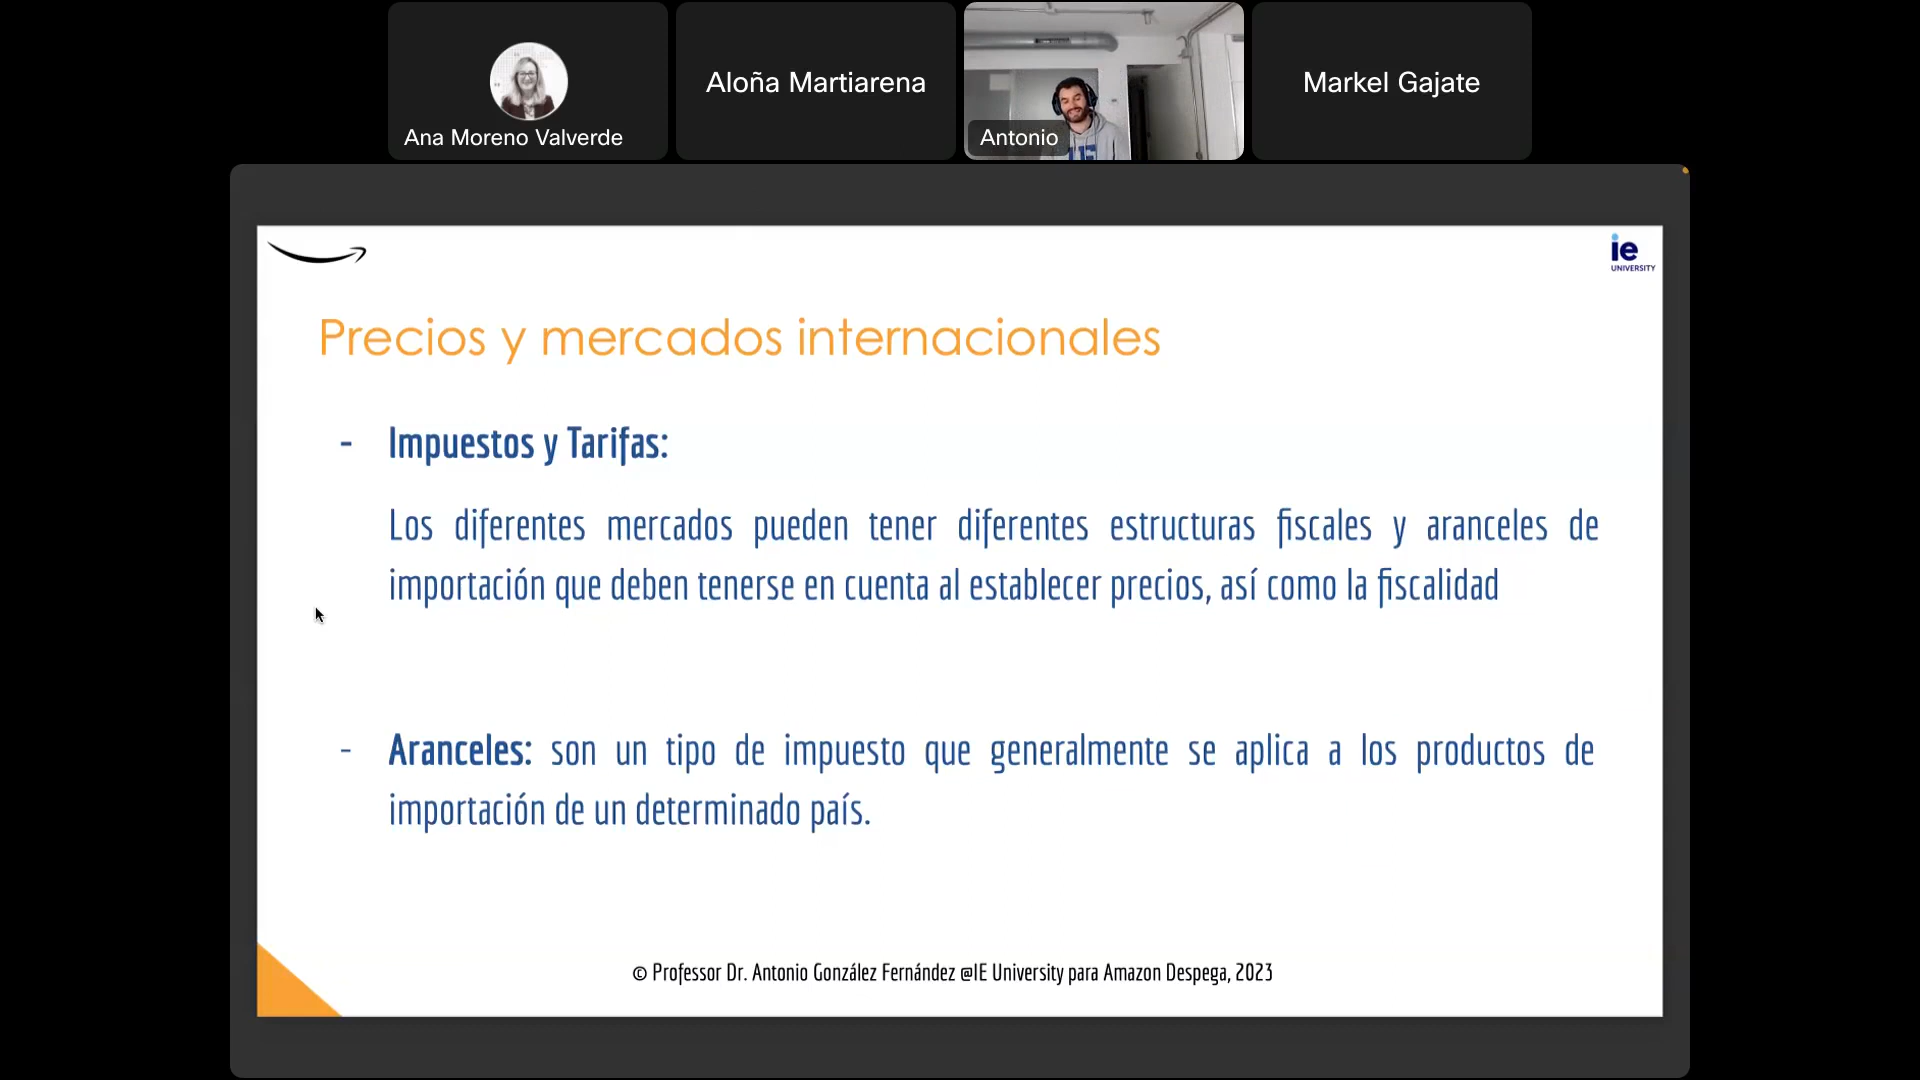 Ana Moreno Valverde
Aloña Martiarena
Antonio
Markel Gajate
ie
UNIVERSITY
Precios y mercados internacionales
- Impuestos y Tarifas:
Los diferentes mercados pueden tener diferentes estructuras fiscales y aranceles de
importación que deben tenerse en cuenta al establecer precios, así como la fiscalidad
- Aranceles: son un tipo de impuesto que generalmente se aplica a los productos de
importación de un determinado país.
© Professor Dr. Antonio González Fernández @IE University para Amazon Despega, 2023